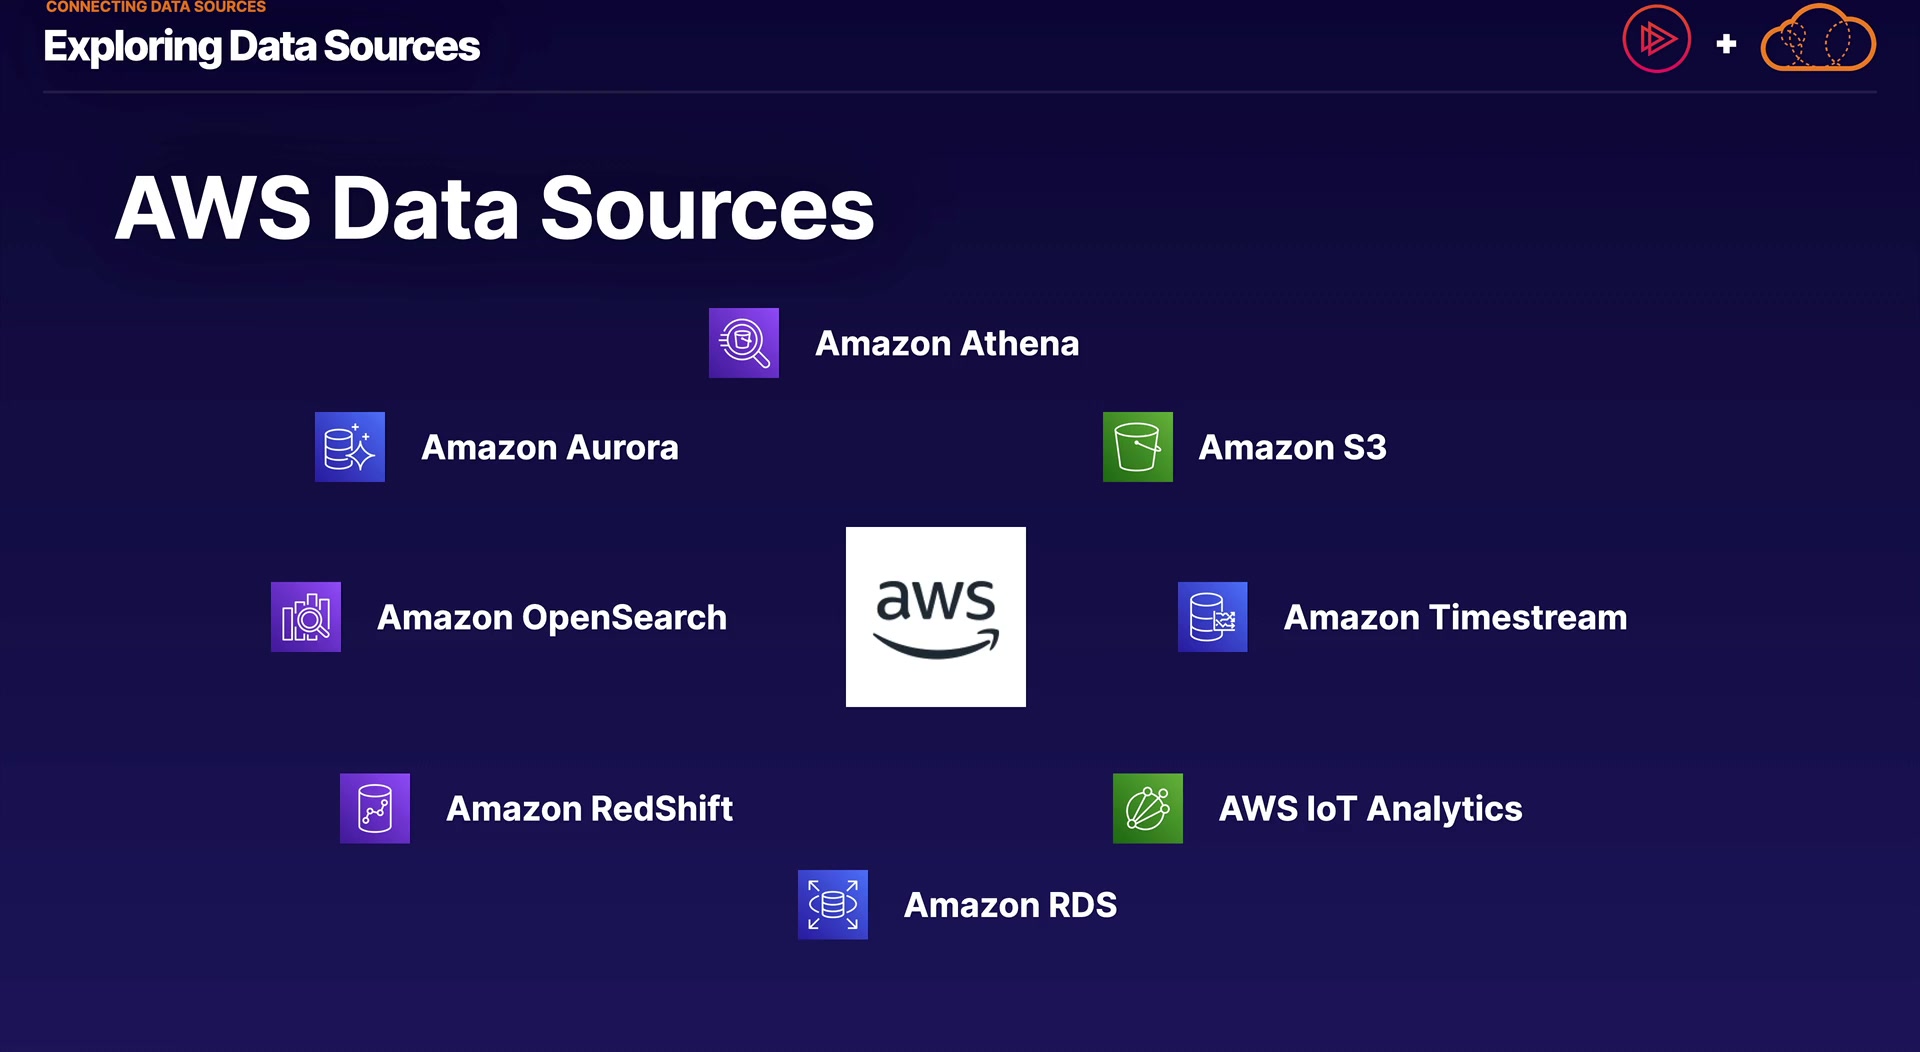 CONNECTING DATA SOURCES
Exploring Data Sources
AWS Data Sources
Amazon Athena
Amazon Aurora
Amazon S3
Amazon OpenSearch
aws
Amazon Timestream
Amazon RedShift
AWS IoT Analytics
Amazon RDS